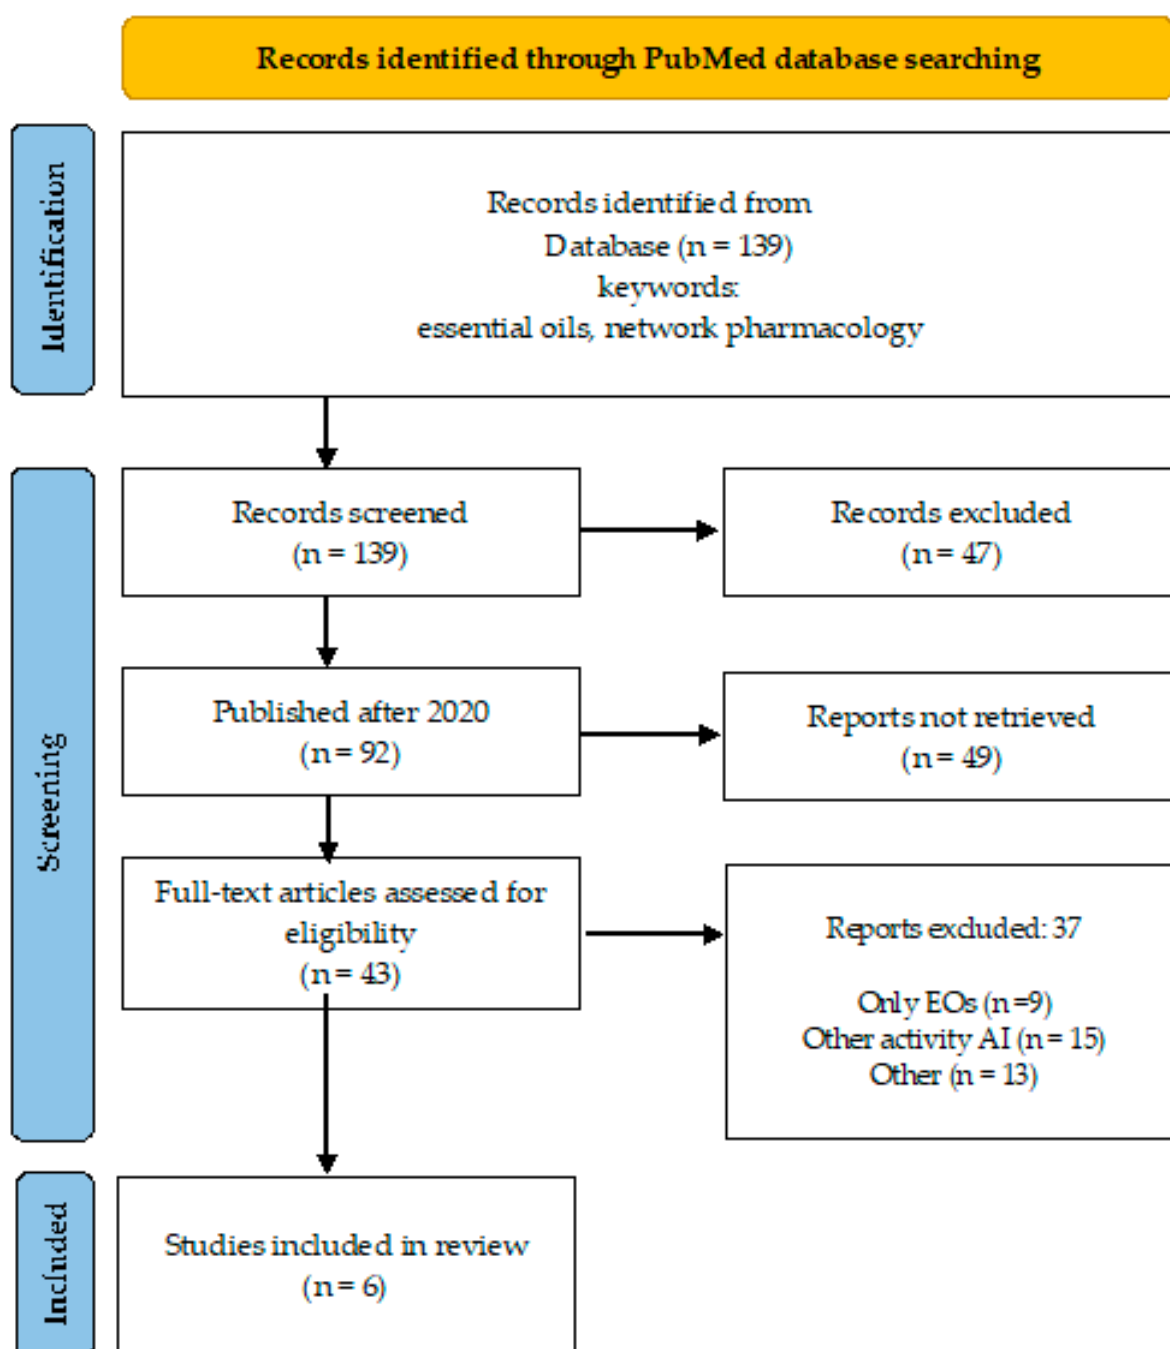 Records identified through PubMed database searching
Identification
Records identified from
Database (n = 139)
keywords:
essential oils, network pharmacology
Screening
Records screened
(n = 139)
Records excluded
(n = 47)
Published after 2020
(n = 92)
Reports not retrieved
(n = 49)
Full-text articles assessed for
eligibility
(n = 43)
Reports excluded: 37
Only EOs (n =9)
Other activity AI (n = 15)
Other (n = 13)
Included
Studies included in review
(n = 6)